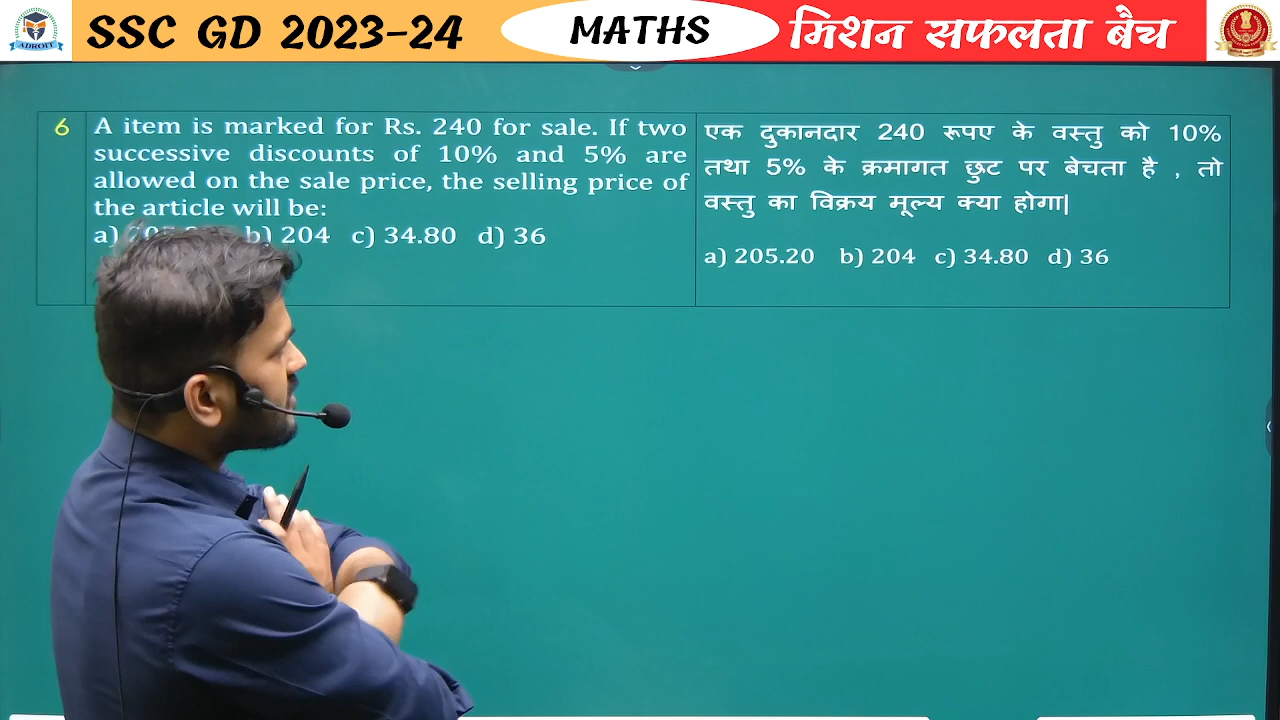 SSC GD 2023-24
MATHS
मिशन सफलता बैच
ADROIT
6
A item is marked for Rs. 240 for sale. If two
successive discounts of 10% and 5% are
allowed on the sale price, the selling price of
the article will be:
a) b) 204 c) 34.80 d) 36
एक दुकानदार 240 रूपए के वस्तु को 10%
तथा 5% के क्रमागत छुट पर बेचता है , तो
वस्तु का विक्रय मूल्य क्या होगा|
a) 205.20 b) 204 c) 34.80 d) 36